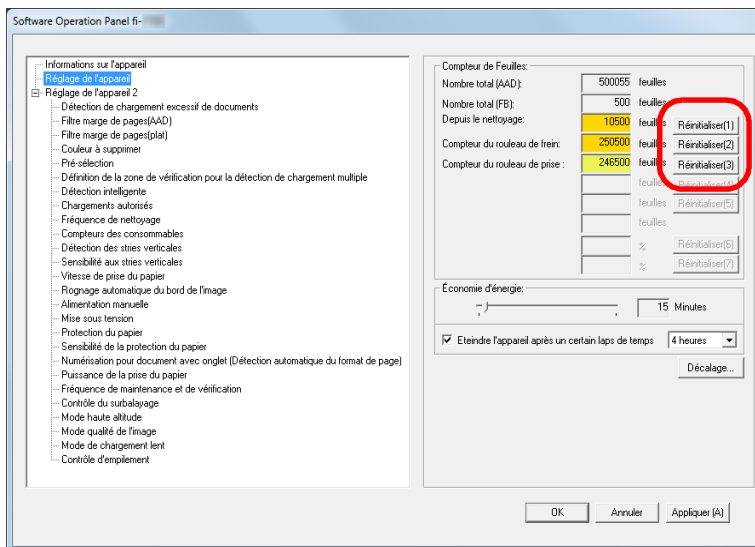 Software Operation Panel fi-
Informations sur l'appareil
Réglage de l'appareil
Réglage de l'appareil 2
Détection de chargement excessif de documents
Filtre marge de pages(AAD)
Filtre marge de pages(plat)
Couleur à supprimer
Pré-sélection
Définition de la zone de vérification pour la détection de chargement multiple
Détection intelligente
Chargements autorisés
Fréquence de nettoyage
Compteurs des consommables
Détection des stries verticales
Sensibilité aux stries verticales
Vitesse de prise du papier
Rognage automatique du bord de l'image
Alimentation manuelle
Mise sous tension
Protection du papier
Sensibilité de la protection du papier
Numérisation pour document avec onglet (Détection automatique du format de page)
Puissance de la prise du papier
Fréquence de maintenance et de vérification
Contrôle du surbalayage
Mode haute altitude
Mode qualité de l'image
Mode de chargement lent
Contrôle d'empilement
Compteur de Feuilles:
Nombre total (AAD): 500055 feuilles
Nombre total (FB): 500 feuilles
Depuis le nettoyage: 10500 feuilles Réinitialiser(1)
Compteur du rouleau de frein: 250500 feuilles Réinitialiser(2)
Compteur du rouleau de prise : 246500 feuilles Réinitialiser(3)
feuilles Réinitialiser(4)
feuilles Réinitialiser(5)
feuilles
% Réinitialiser(6)
% Réinitialiser(7)
Économie d'énergie:
15 Minutes
Eteindre l'appareil après un certain laps de temps 4 heures
Décalage...
OK Annuler Appliquer (A)